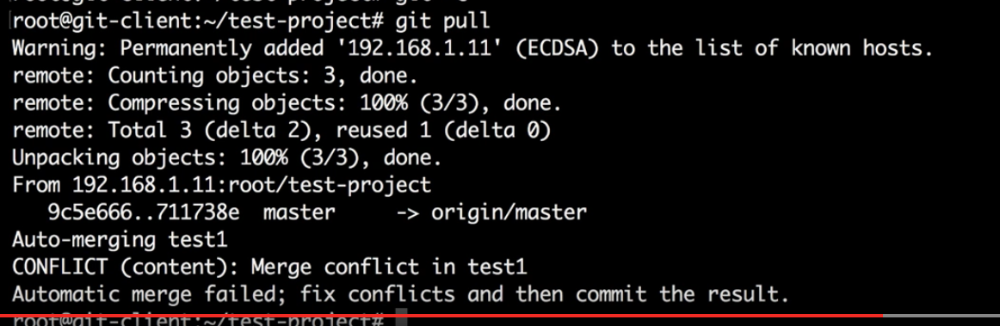 root@git-client:~/test-project# git pull
Warning: Permanently added '192.168.1.11' (ECDSA) to the list of known hosts.
remote: Counting objects: 3, done.
remote: Compressing objects: 100% (3/3), done.
remote: Total 3 (delta 2), reused 1 (delta 0)
Unpacking objects: 100% (3/3), done.
From 192.168.1.11:root/test-project
   9c5e666..711738e  master     -> origin/master
Auto-merging test1
CONFLICT (content): Merge conflict in test1
Automatic merge failed; fix conflicts and then commit the result.
root@git-client:~/test-project#